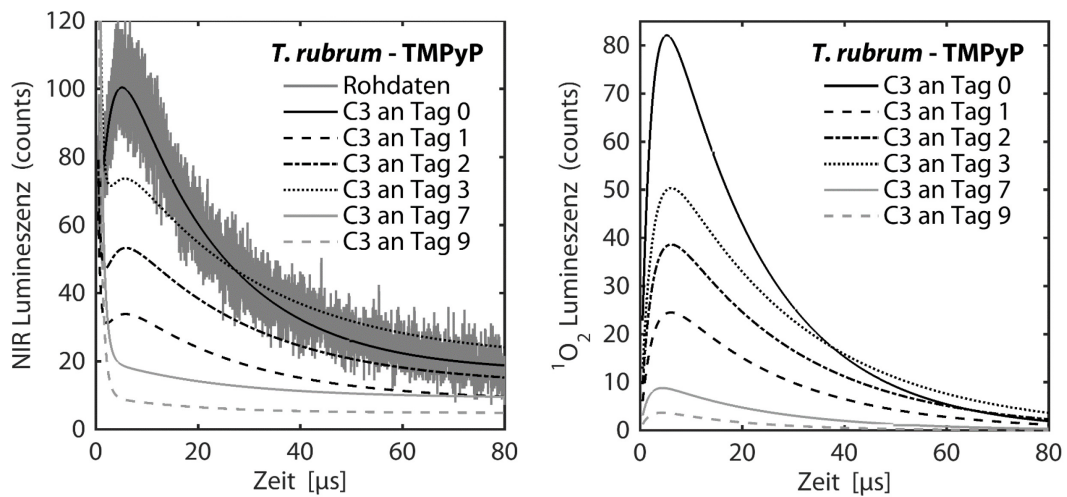 NIR Lumineszenz (counts)
120
100
80
60
40
20
0
T. rubrum - TMPyP
Rohdaten
C3 an Tag 0
C3 an Tag 1
C3 an Tag 2
C3 an Tag 3
C3 an Tag 7
C3 an Tag 9
0 20 40 60 80
Zeit [µs]
¹O₂ Lumineszenz (counts)
80
70
60
50
40
30
20
10
0
T. rubrum - TMPyP
C3 an Tag 0
C3 an Tag 1
C3 an Tag 2
C3 an Tag 3
C3 an Tag 7
C3 an Tag 9
0 20 40 60 80
Zeit [µs]